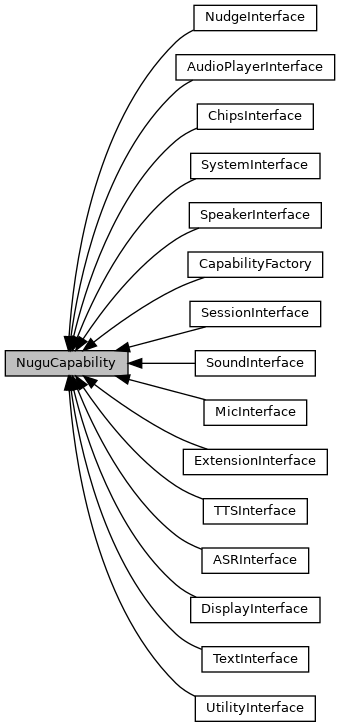 NudgeInterface
AudioPlayerInterface
ChipsInterface
SystemInterface
SpeakerInterface
CapabilityFactory
SessionInterface
NuguCapability
SoundInterface
MicInterface
ExtensionInterface
TTSInterface
ASRInterface
DisplayInterface
TextInterface
UtilityInterface